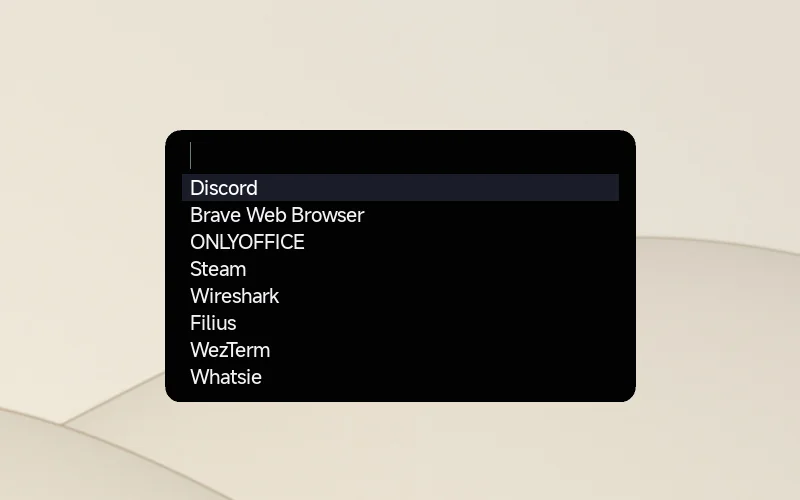 Discord
Brave Web Browser
ONLYOFFICE
Steam
Wireshark
Filius
WezTerm
Whatsie